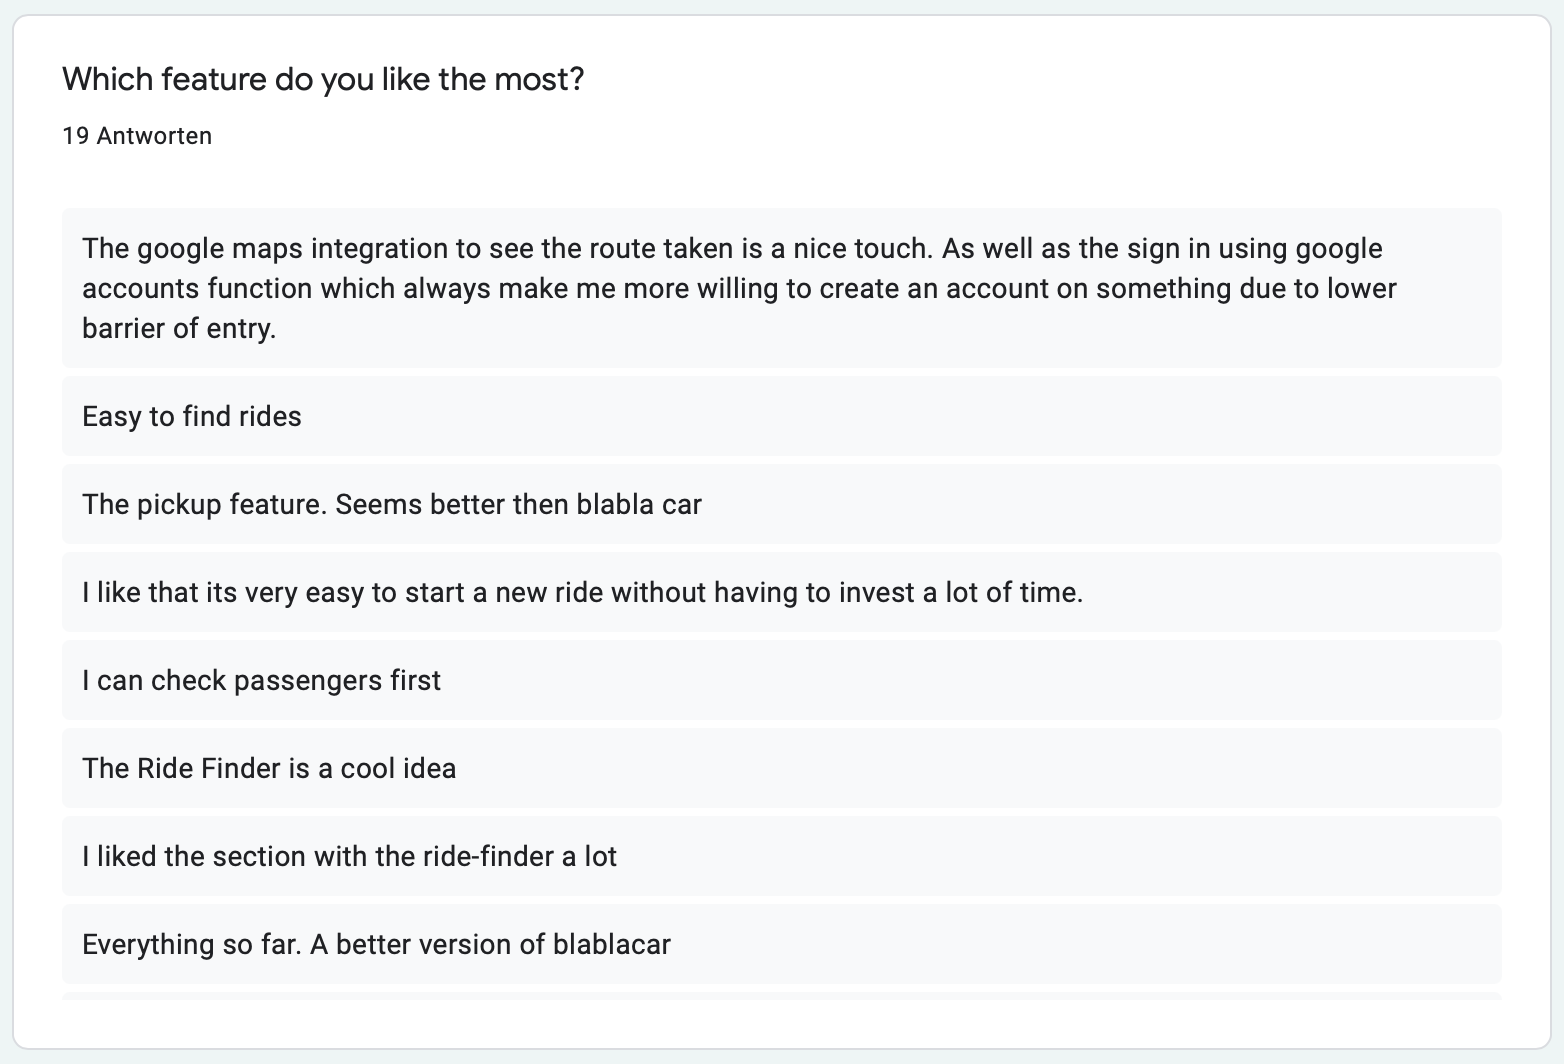 Which feature do you like the most?
19 Antworten
The google maps integration to see the route taken is a nice touch. As well as the sign in using google
accounts function which always make me more willing to create an account on something due to lower
barrier of entry.
Easy to find rides
The pickup feature. Seems better then blabla car
I like that its very easy to start a new ride without having to invest a lot of time.
I can check passengers first
The Ride Finder is a cool idea
I liked the section with the ride-finder a lot
Everything so far. A better version of blablacar